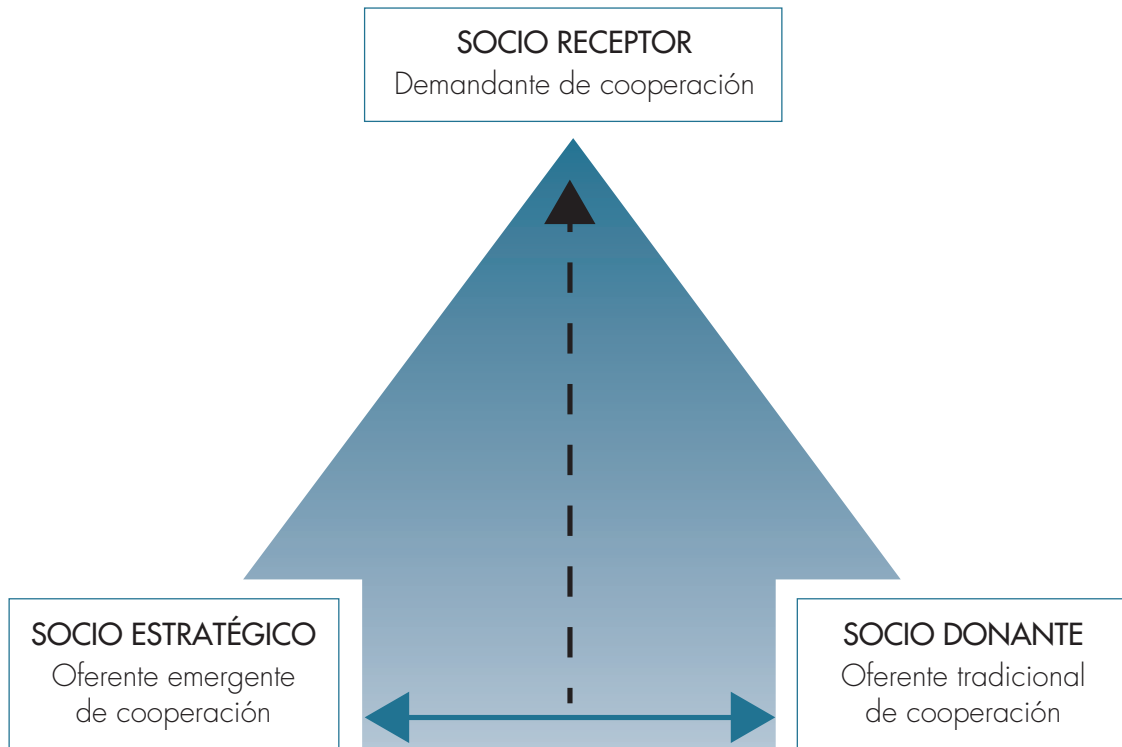 SOCIO RECEPTOR
Demandante de cooperación
SOCIO ESTRATÉGICO
Oferente emergente
de cooperación
SOCIO DONANTE
Oferente tradicional
de cooperación